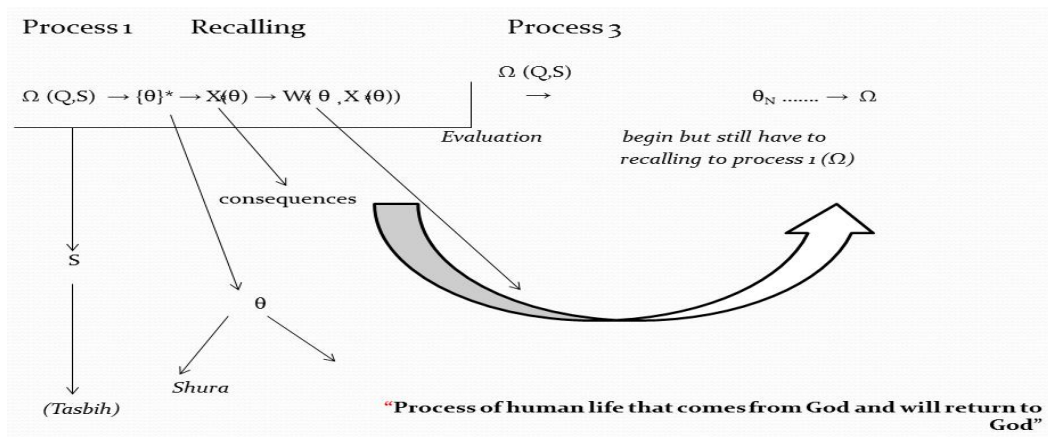 Process 1 Recalling Process 3
Ω (Q,S)
Ω (Q,S) → {θ}* → X(θ) → W( θ ,X (θ)) → θN ....... → Ω
Evaluation begin but still have to
recalling to process 1 (Ω)
consequences
S
θ
Shura
(Tasbih)
“Process of human life that comes from God and will return to
God”